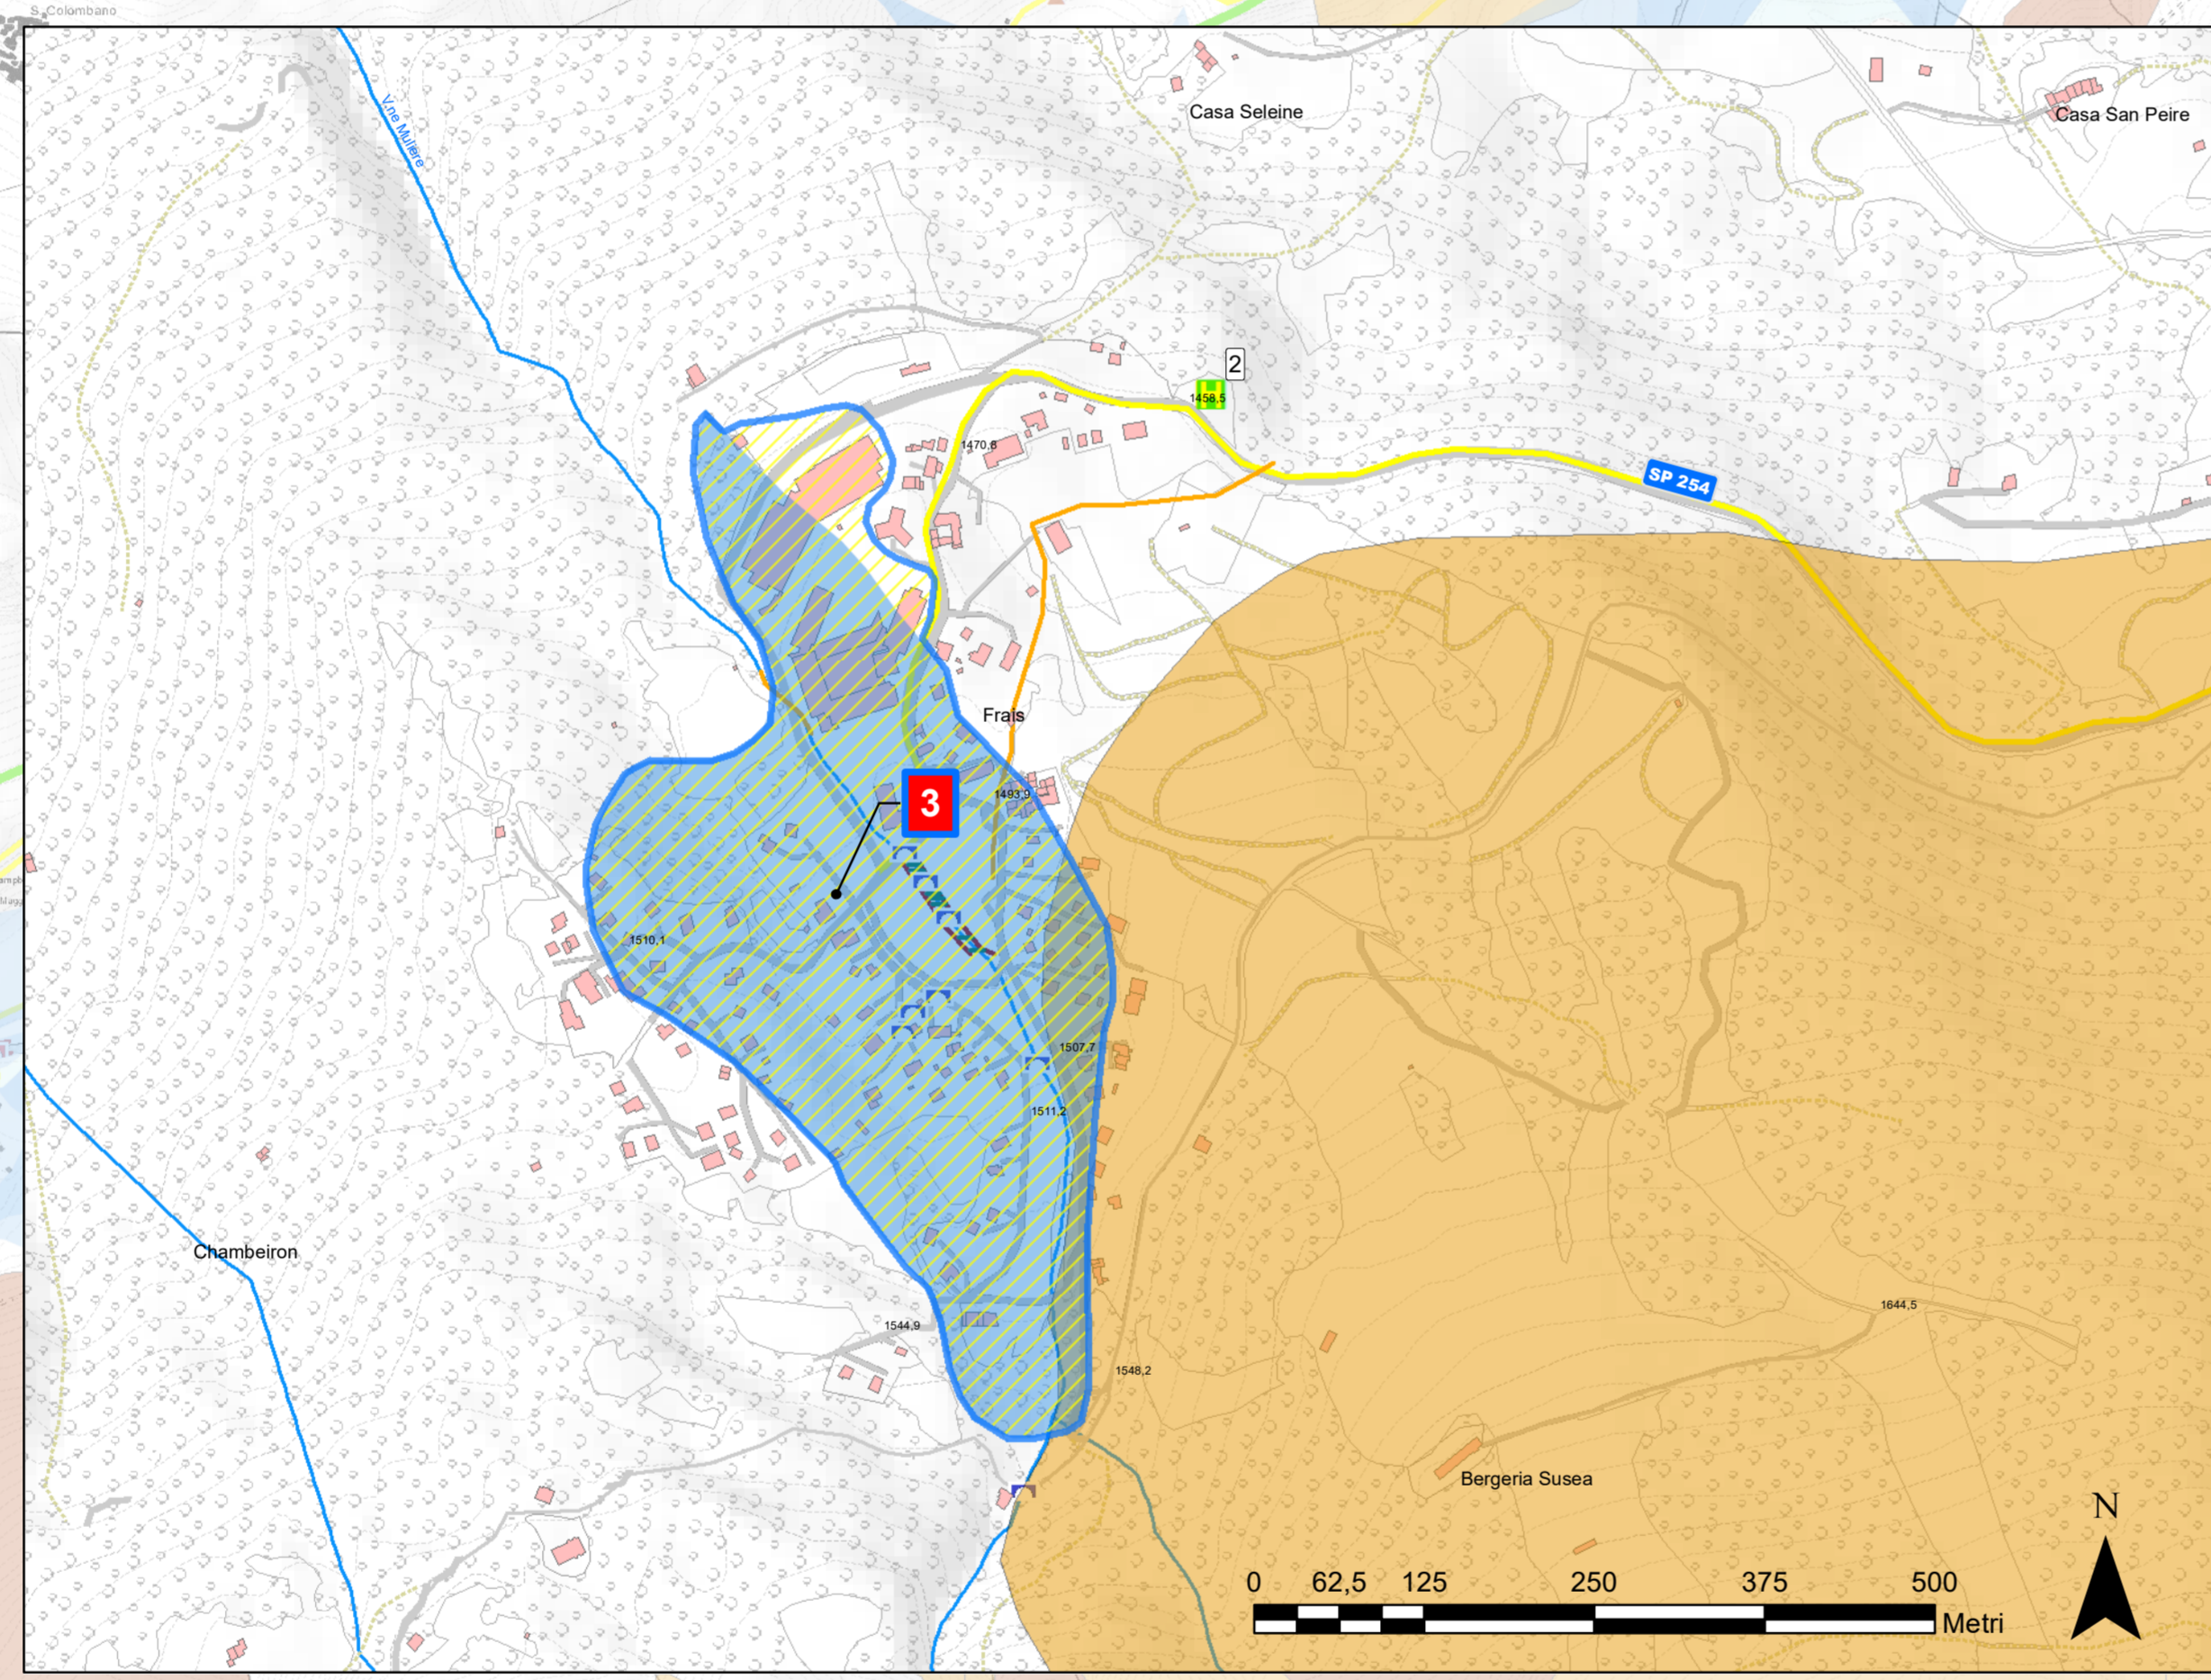 S. Colombano
V.ne Muliere
Casa Seleine
Casa San Peire
2
1458,5
1470,6
SP 254
Frais
1493,9
3
1510,1
1507,7
1511,2
Chambeiron
1544,9
1644,5
1548,2
Bergeria Susea
N
0 62,5 125 250 375 500
Metri